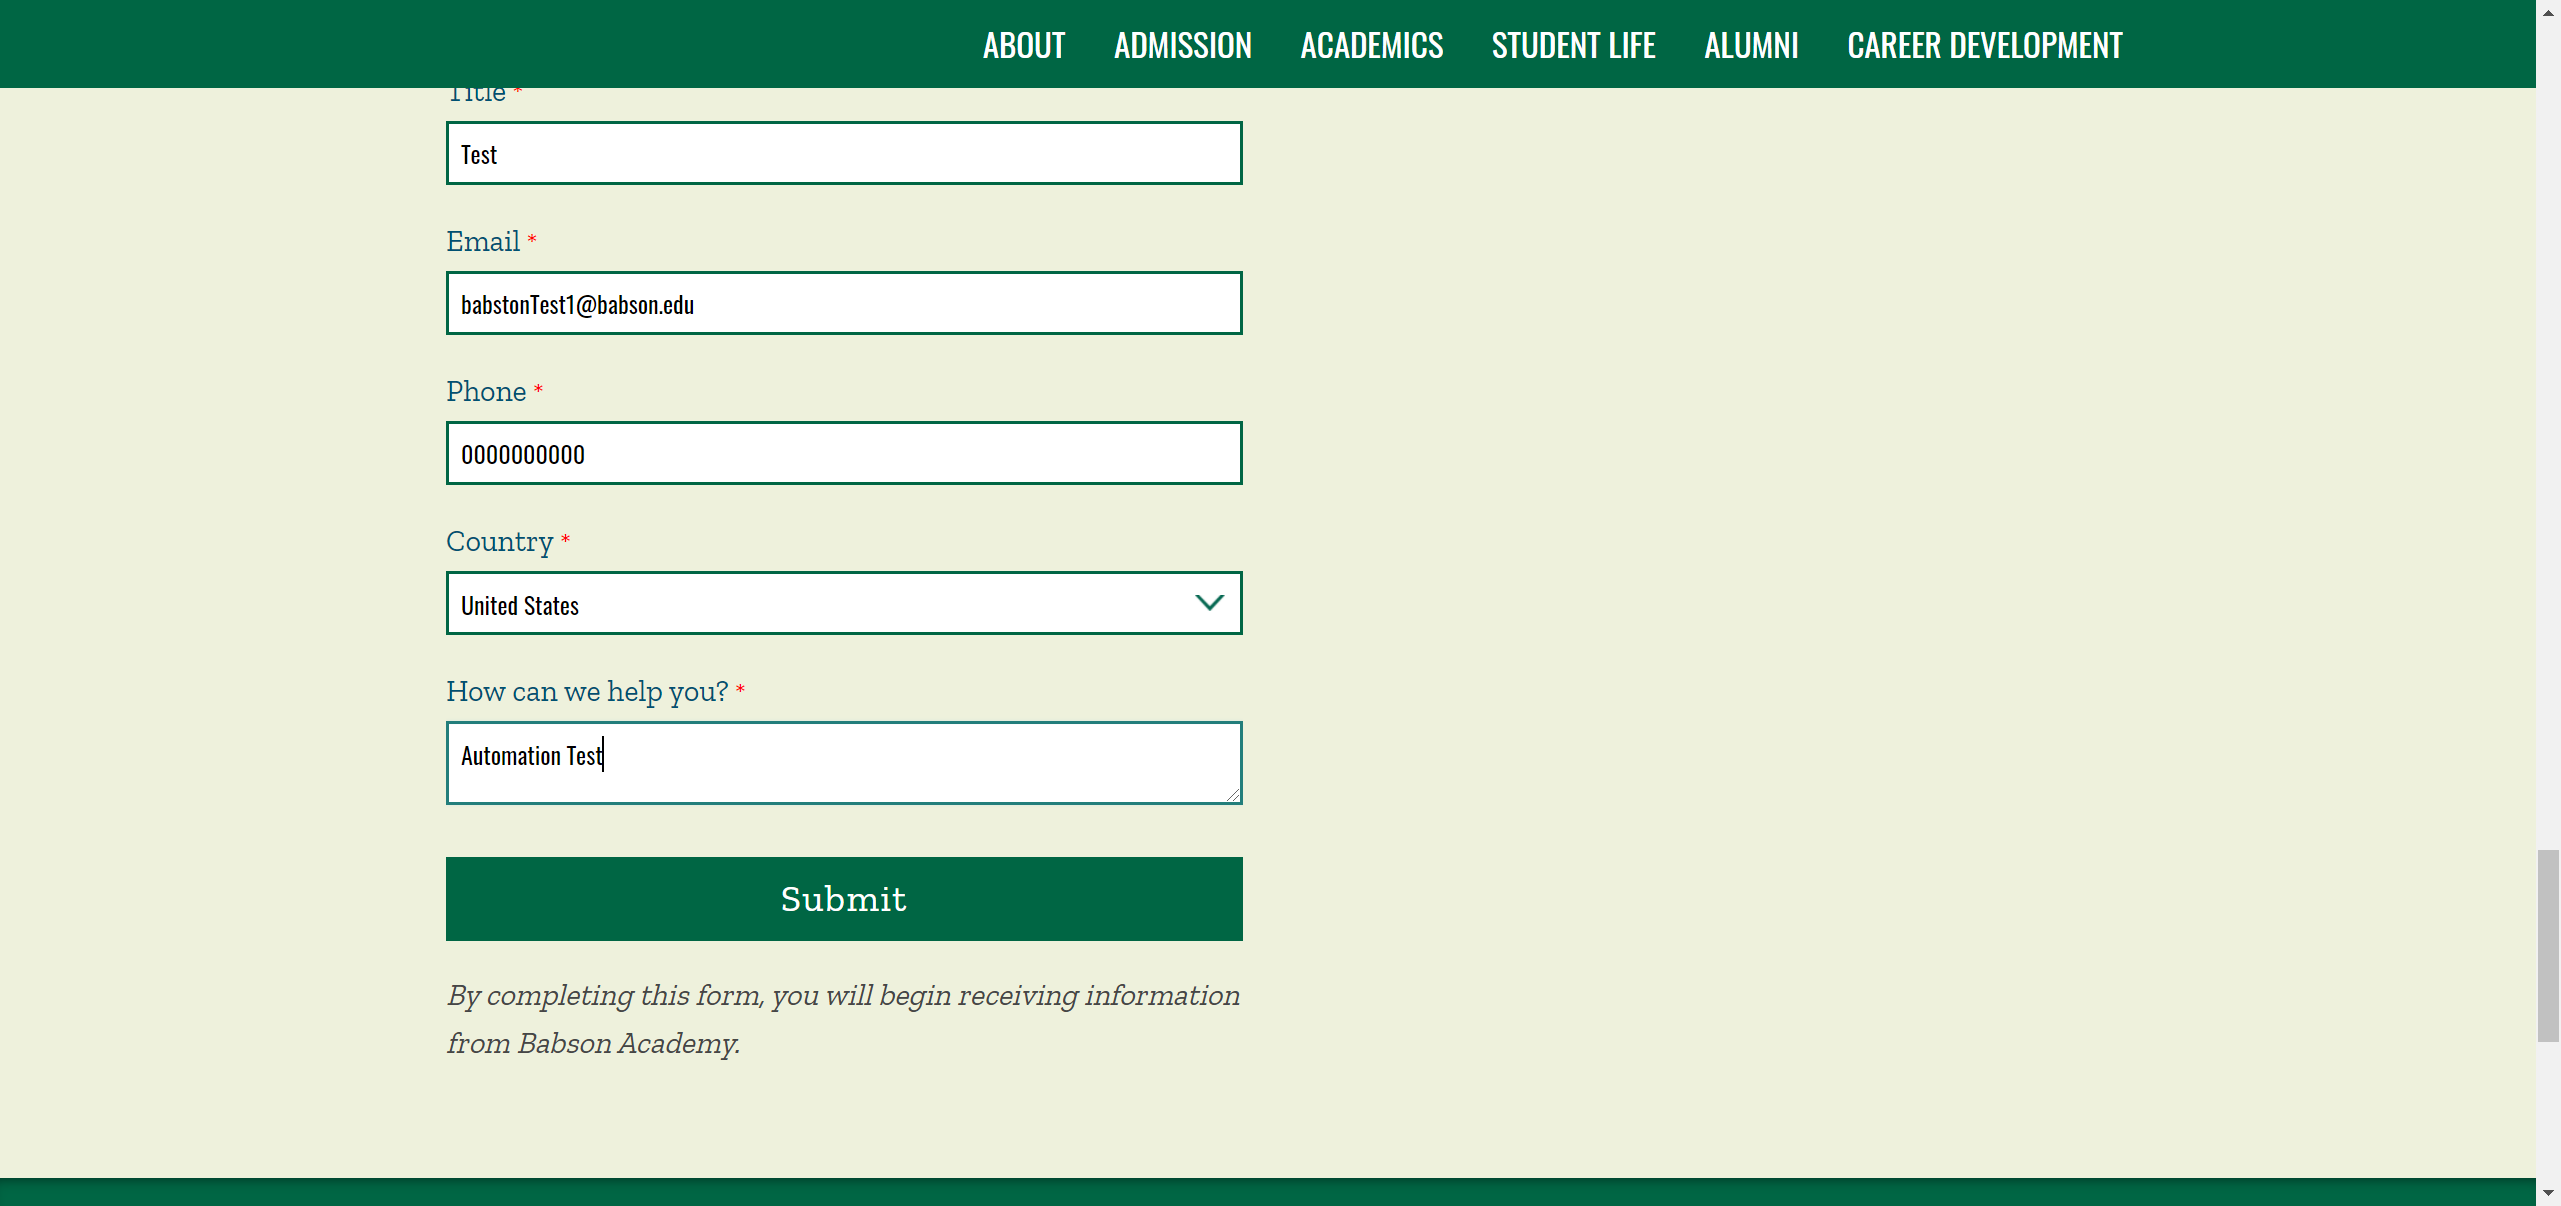 ABOUT ADMISSION ACADEMICS STUDENT LIFE ALUMNI CAREER DEVELOPMENT
Title *
Test
Email *
babstonTest1@babson.edu
Phone *
0000000000
Country *
United States
How can we help you? *
Automation Test
Submit
By completing this form, you will begin receiving information
from Babson Academy.